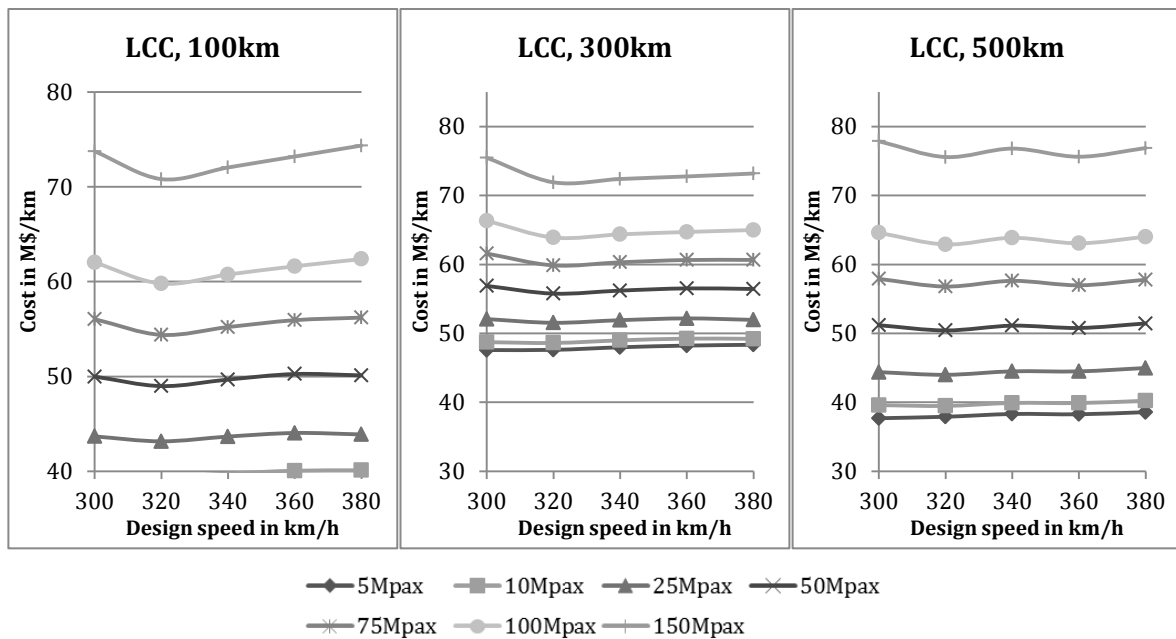 LCC, 100km
80
70
60
50
40
Cost in M$/km
300 320 340 360 380
Design speed in km/h
LCC, 300km
80
70
60
50
40
30
Cost in M$/km
300 320 340 360 380
Design speed in km/h
LCC, 500km
80
70
60
50
40
30
Cost in M$/km
300 320 340 360 380
Design speed in km/h
5Mpax 10Mpax 25Mpax 50Mpax
75Mpax 100Mpax 150Mpax